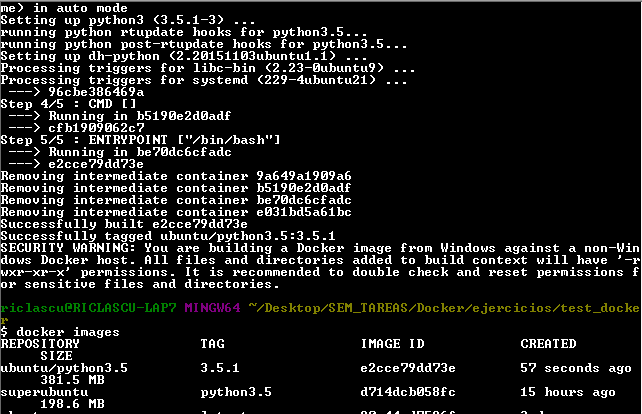 me) in auto mode
Setting up python3 (3.5.1-3) ...
running python rtupdate hooks for python3.5...
running python post-rtupdate hooks for python3.5...
Setting up dh-python (2.20151103ubuntu1.1) ...
Processing triggers for libc-bin (2.23-0ubuntu9) ...
Processing triggers for systemd (229-4ubuntu21) ...
 ---> 96cbe386469a
Step 4/5 : CMD []
 ---> Running in b5190e2d0adf
 ---> cfb1909062c7
Step 5/5 : ENTRYPOINT ["/bin/bash"]
 ---> Running in be70dc6cfadc
 ---> e2cce79dd73e
Removing intermediate container 9a649a1909a6
Removing intermediate container b5190e2d0adf
Removing intermediate container be70dc6cfadc
Removing intermediate container e031bd5a61bc
Successfully built e2cce79dd73e
Successfully tagged ubuntu/python3.5:3.5.1
SECURITY WARNING: You are building a Docker image from Windows against a non-Win
dows Docker host. All files and directories added to build context will have '-r
wxr-xr-x' permissions. It is recommended to double check and reset permissions f
or sensitive files and directories.
riclascu@RICLASCU-LAP7 MINGW64 ~/Desktop/SEM_TAREAS/Docker/ejercicios/test_docke
r
$ docker images
REPOSITORY TAG IMAGE ID CREATED
SIZE
ubuntu/python3.5 3.5.1 e2cce79dd73e 57 seconds ago
381.5 MB
superubuntu python3.5 d714dcb058fc 15 hours ago
198.6 MB